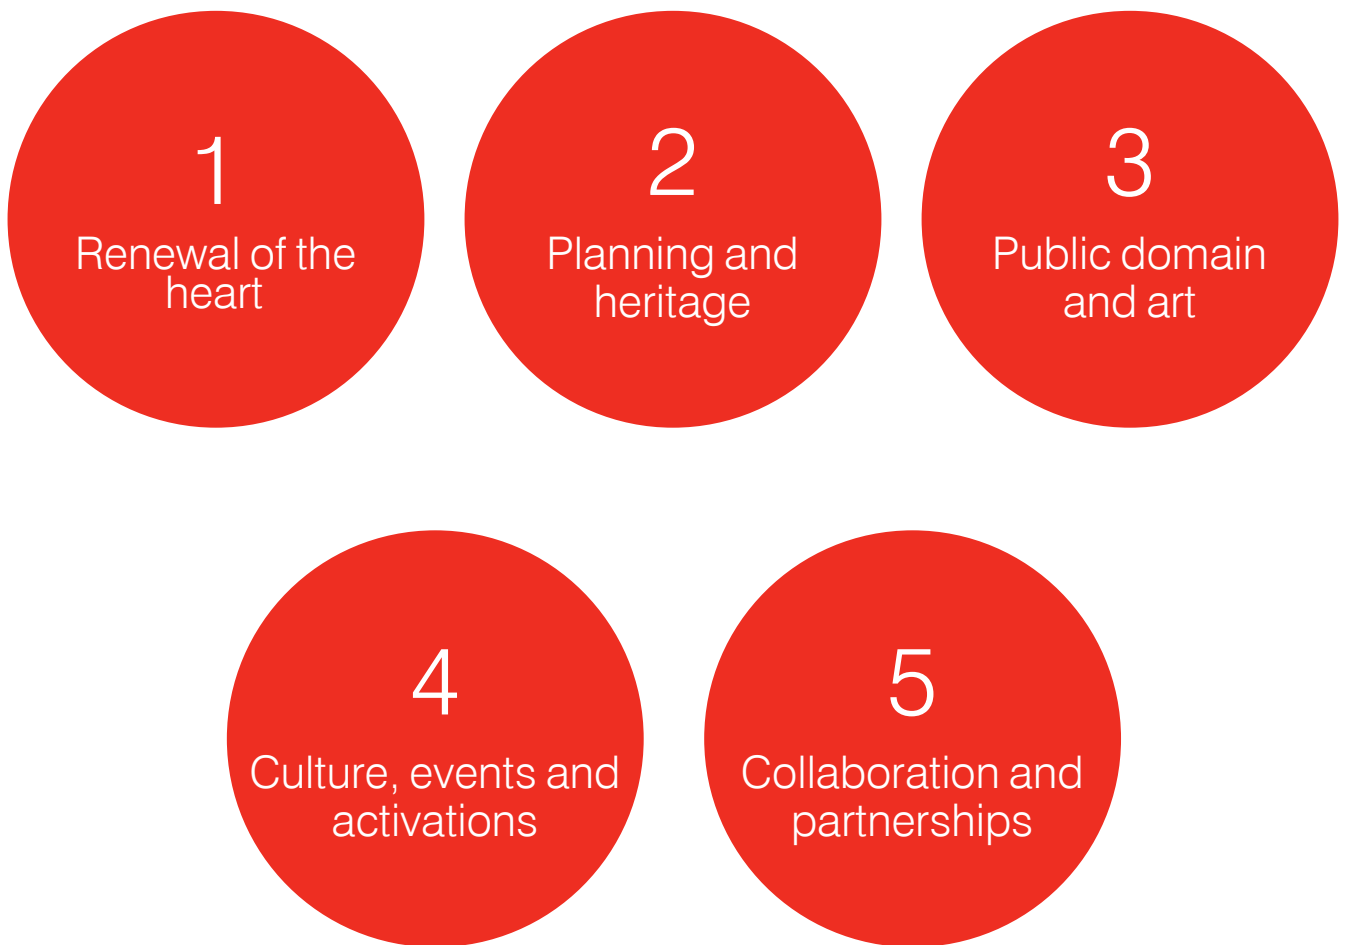 1
Renewal of the
heart
2
Planning and
heritage
3
Public domain
and art
4
Culture, events and
activations
5
Collaboration and
partnerships